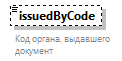 issuedByCode
Код органа, выдавшего
документ